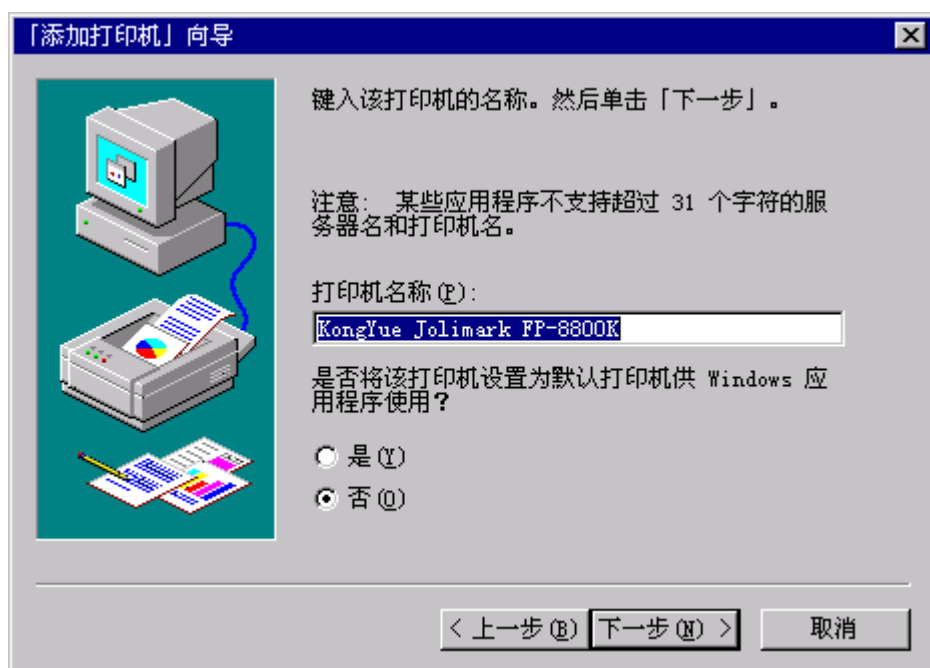 「添加打印机」向导
键入该打印机的名称。然后单击「下一步」。
注意: 某些应用程序不支持超过 31 个字符的服
务器名和打印机名。
打印机名称(P):
KongYue Jolimark FP-8800K
是否将该打印机设置为默认打印机供 Windows 应
用程序使用?
是(Y)
否(O)
< 上一步(B)
下一步(N) >
取消